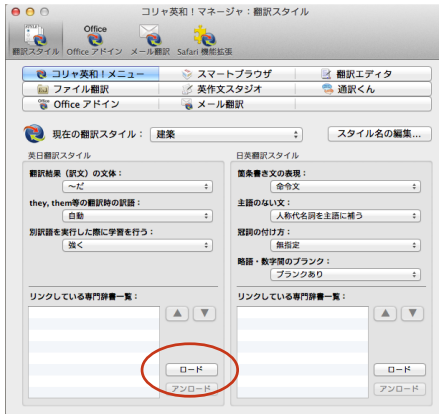 コリャ英和！マネージャ：翻訳スタイル
翻訳スタイル Office アドイン メール翻訳 Safari 機能拡張
Office
コリャ英和！メニュー スマートブラウザ 翻訳エディタ
ファイル翻訳 英作文スタジオ 通訳くん
Office アドイン メール翻訳
現在の翻訳スタイル： 建築 スタイル名の編集...
英日翻訳スタイル
翻訳結果（訳文）の文体：
～だ
they, them等の翻訳時の訳語：
自動
別訳語を実行した際に学習を行う：
強く
リンクしている専門辞書一覧：
ロード
アンロード
日英翻訳スタイル
箇条書き文の表現：
命令文
主語のない文：
人称代名詞を主語に補う
冠詞の付け方：
無指定
略語・数字間のブランク：
ブランクあり
リンクしている専門辞書一覧：
ロード
アンロード